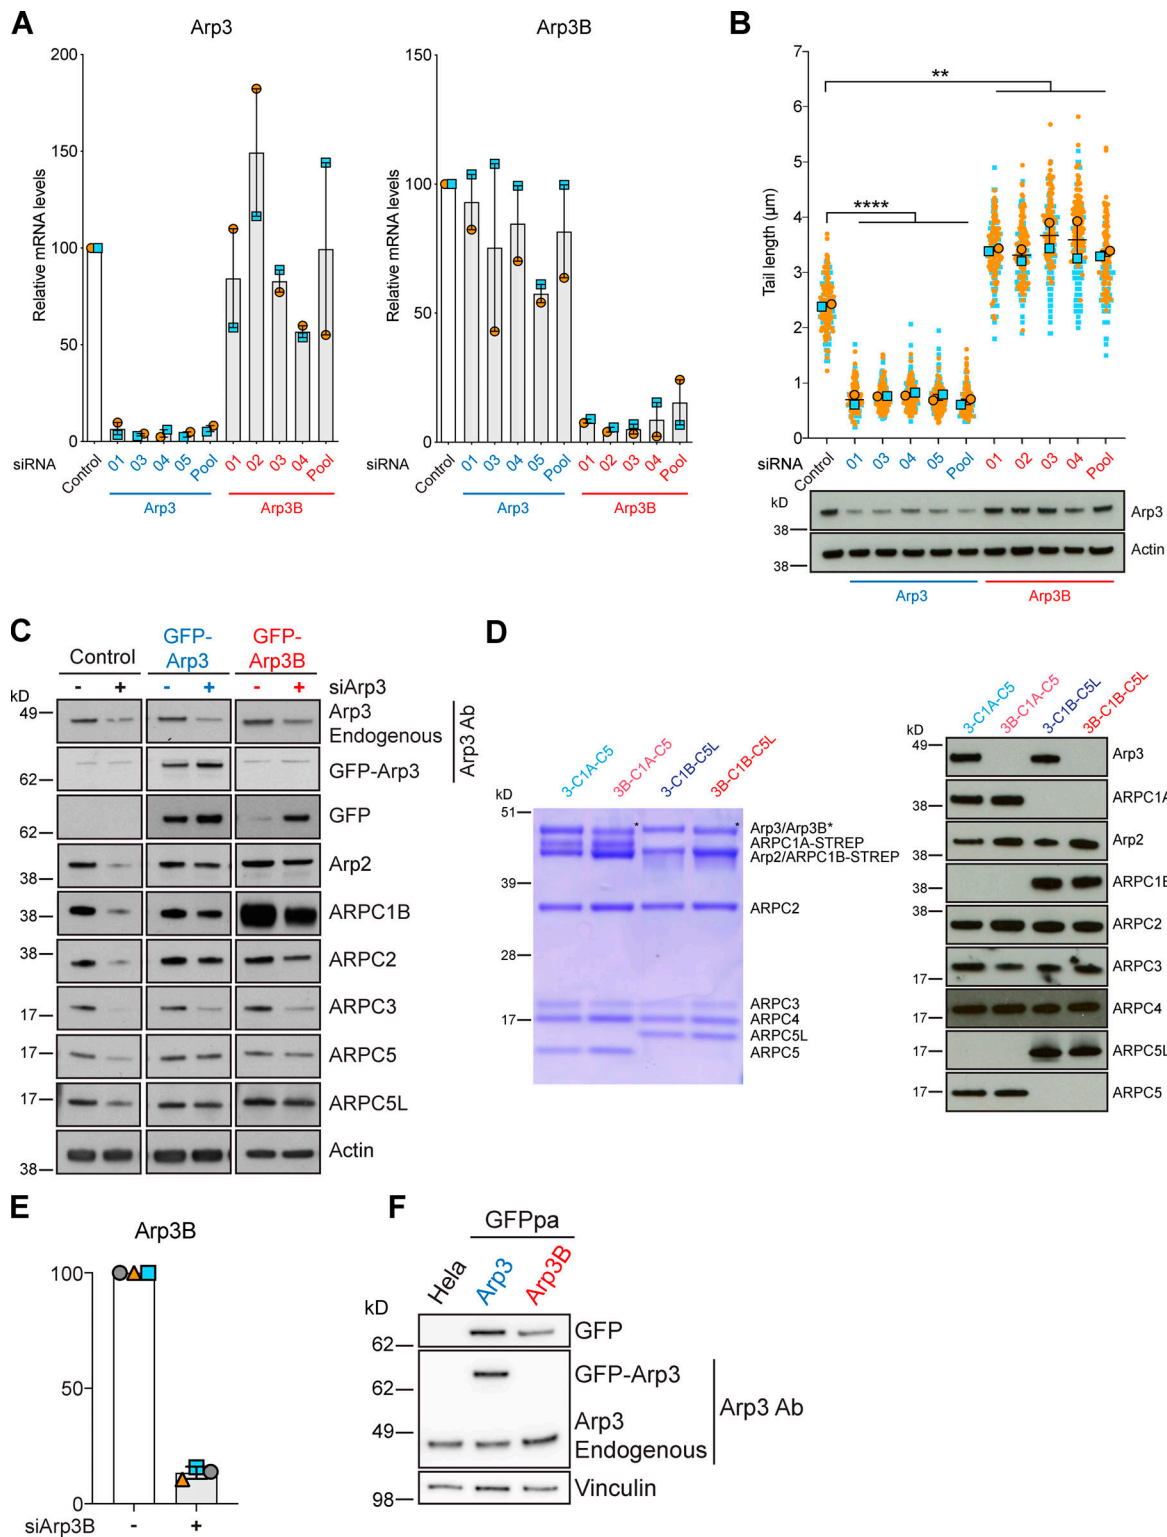 A
Arp3
Relative mRNA levels
200
150
100
50
0
siRNA
Control
01
03
04
05
Pool
01
02
03
04
Pool
Arp3
Arp3B
Arp3B
Relative mRNA levels
150
100
50
0
siRNA
Control
01
03
04
05
Pool
01
02
03
04
Pool
Arp3
Arp3B
B
Tail length (μm)
7
6
5
4
3
2
1
0
**
****
siRNA
Control
01
03
04
05
Pool
01
02
03
04
Pool
kD
38
Arp3
38
Actin
Arp3
Arp3B
C
Control
GFP-
Arp3
GFP-
Arp3B
kD
- + - + - + siArp3
49
Arp3
Endogenous
62
GFP-Arp3
Arp3 Ab
62
GFP
38
Arp2
38
ARPC1B
38
ARPC2
17
ARPC3
17
ARPC5
17
ARPC5L
38
Actin
D
3-C1A-C5
3B-C1A-C5
3-C1B-C5L
3B-C1B-C5L
kD
51
39
28
17
*
*
Arp3/Arp3B*
ARPC1A-STREP
Arp2/ARPC1B-STREP
ARPC2
ARPC3
ARPC4
ARPC5L
ARPC5
3-C1A-C5
3B-C1A-C5
3-C1B-C5L
3B-C1B-C5L
kD
49
Arp3
38
ARPC1A
38
Arp2
ARPC1B
38
ARPC2
17
ARPC3
17
ARPC4
17
ARPC5L
17
ARPC5
E
Arp3B
100
50
0
siArp3B - +
F
GFPpa
Hela
Arp3
Arp3B
kD
62
GFP
62
GFP-Arp3
49
Arp3
Endogenous
Arp3 Ab
98
Vinculin